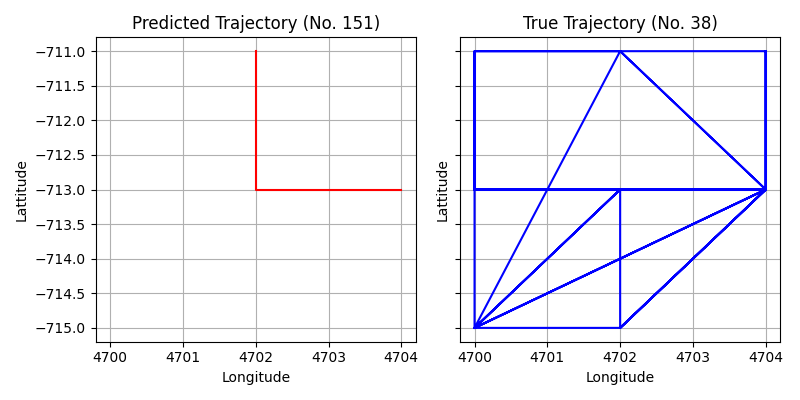 Predicted Trajectory (No. 151)
True Trajectory (No. 38)
−711.0
−711.5
−712.0
−712.5
−713.0
−713.5
−714.0
−714.5
−715.0
Lattitude
Lattitude
4700 4701 4702 4703 4704
4700 4701 4702 4703 4704
Longitude
Longitude